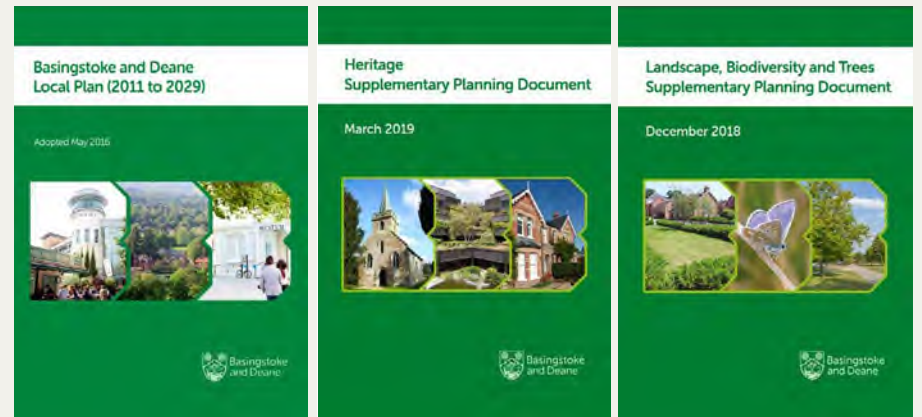 Basingstoke and Deane
Local Plan (2011 to 2029)
Adopted May 2016
Basingstoke
and Deane
Heritage
Supplementary Planning Document
March 2019
Basingstoke
and Deane
Landscape, Biodiversity and Trees
Supplementary Planning Document
December 2018
Basingstoke
and Deane